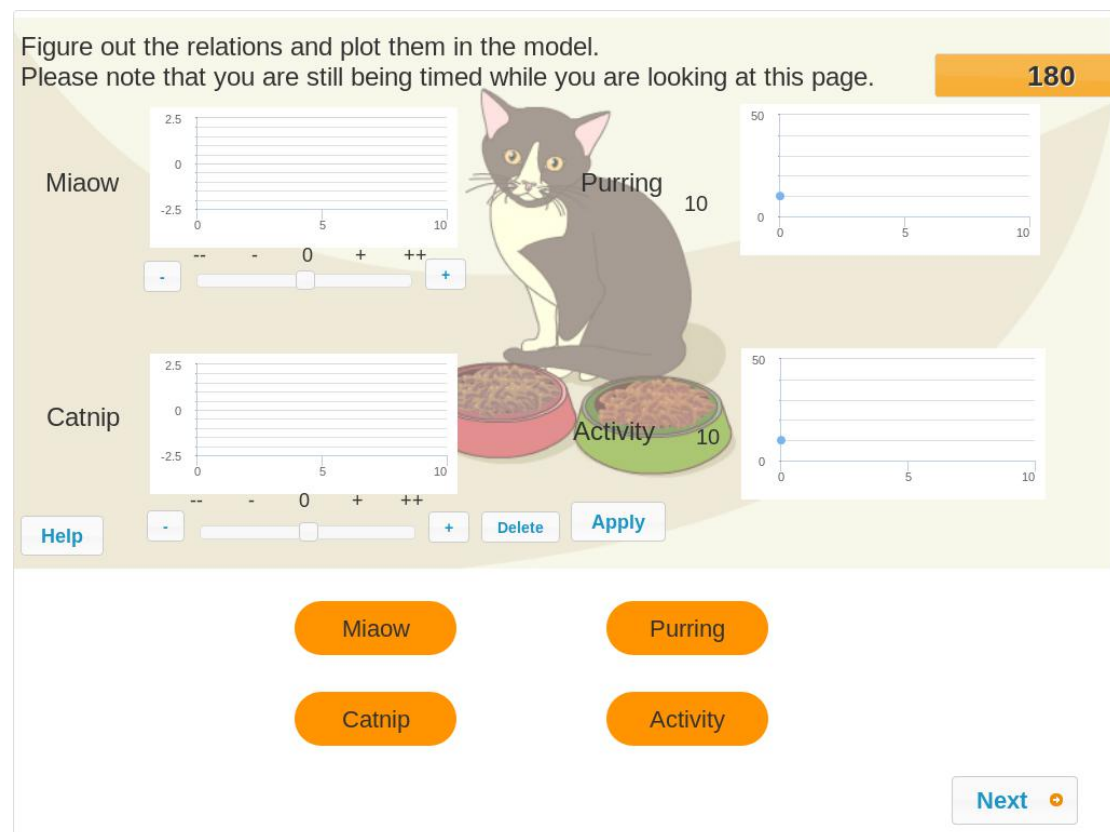 Figure out the relations and plot them in the model.
Please note that you are still being timed while you are looking at this page.
180
Miaow
2.5
0
-2.5
0 5 10
-- - 0 + ++
- +
Purring
10
50
0
0 5 10
Catnip
2.5
0
-2.5
0 5 10
-- - 0 + ++
- +
Activity
10
50
0
0 5 10
Help
Delete
Apply
Miaow
Purring
Catnip
Activity
Next